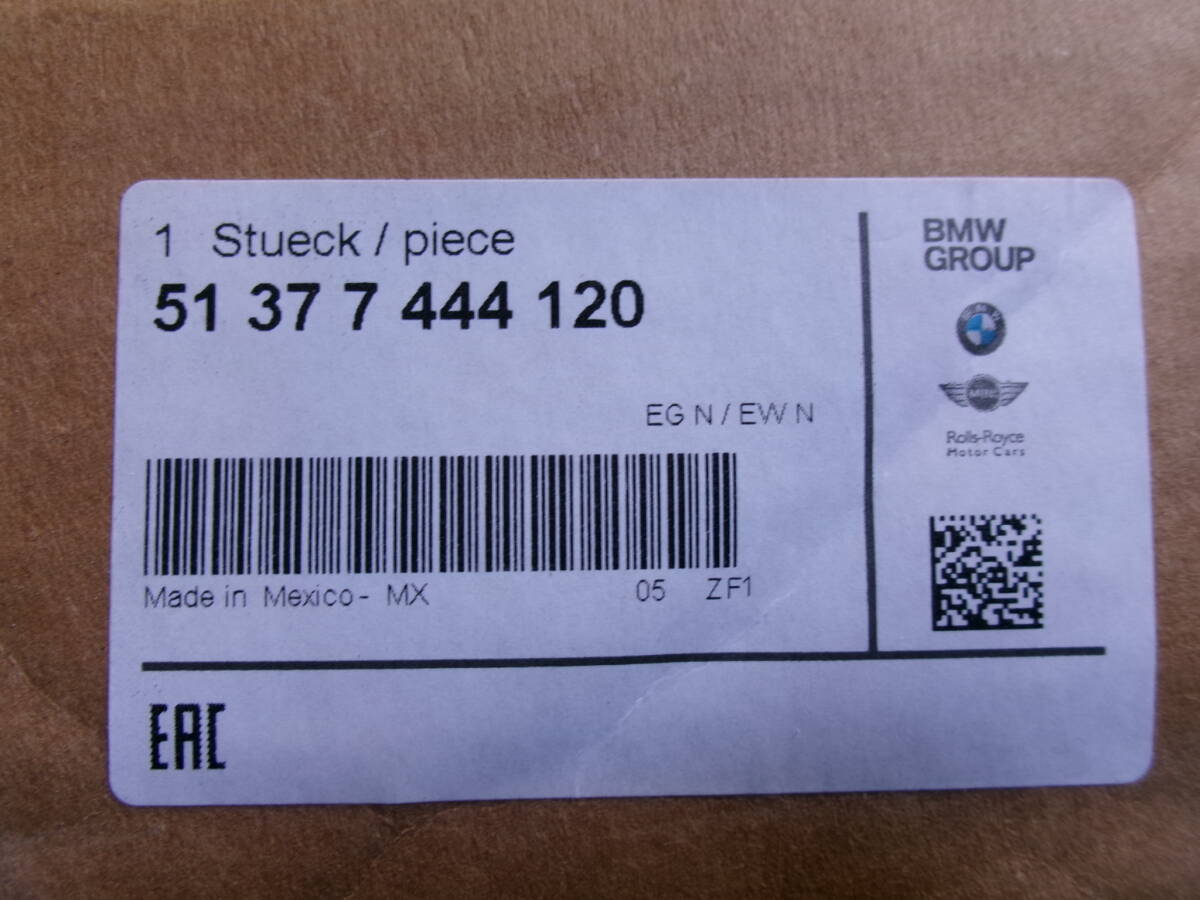 1 Stueck / piece
51 37 7 444 120
EG N / EW N
Made in Mexico - MX 05 ZF1
EAC
BMW
GROUP
MINI
Rolls-Royce
Motor Cars